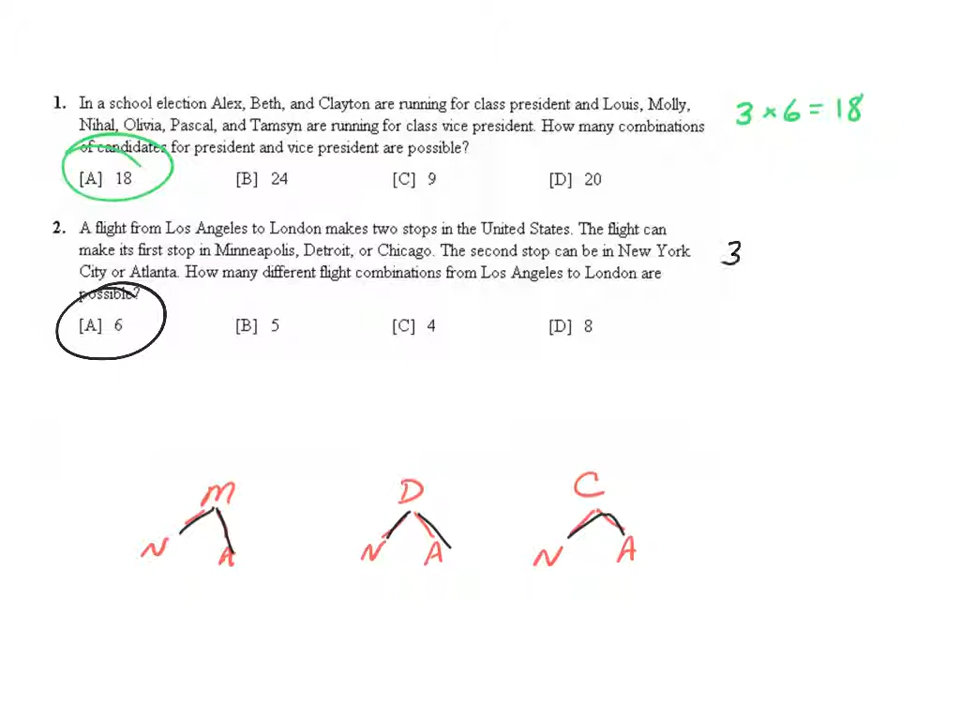 1. In a school election Alex, Beth, and Clayton are running for class president and Louis, Molly,
Nihal, Olivia, Pascal, and Tamsyn are running for class vice president. How many combinations
of candidates for president and vice president are possible?
[A] 18 [B] 24 [C] 9 [D] 20
3 × 6 = 18
2. A flight from Los Angeles to London makes two stops in the United States. The flight can
make its first stop in Minneapolis, Detroit, or Chicago. The second stop can be in New York
City or Atlanta. How many different flight combinations from Los Angeles to London are
possible?
[A] 6 [B] 5 [C] 4 [D] 8
3
M D C
N A N A N A